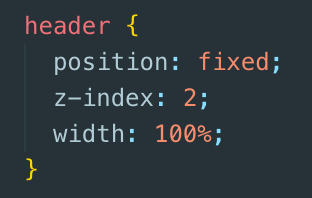 header {
  position: fixed;
  z-index: 2;
  width: 100%;
}